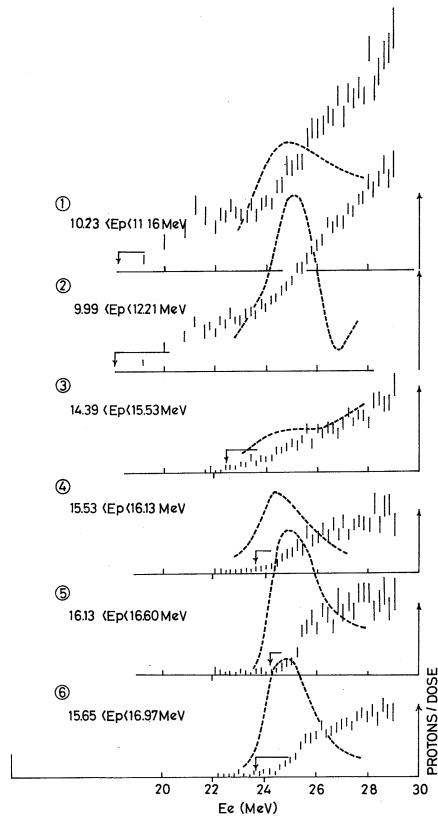 ①
10.23 ⟨Ep⟨11 16 MeV
②
9.99 ⟨Ep⟨12.21 MeV
③
14.39 ⟨Ep⟨15.53 MeV
④
15.53 ⟨Ep⟨16.13 MeV
⑤
16.13 ⟨Ep⟨16.60 MeV
⑥
15.65 ⟨Ep⟨16.97 MeV
20 22 24 26 28 30
Ee (MeV)
PROTONS / DOSE